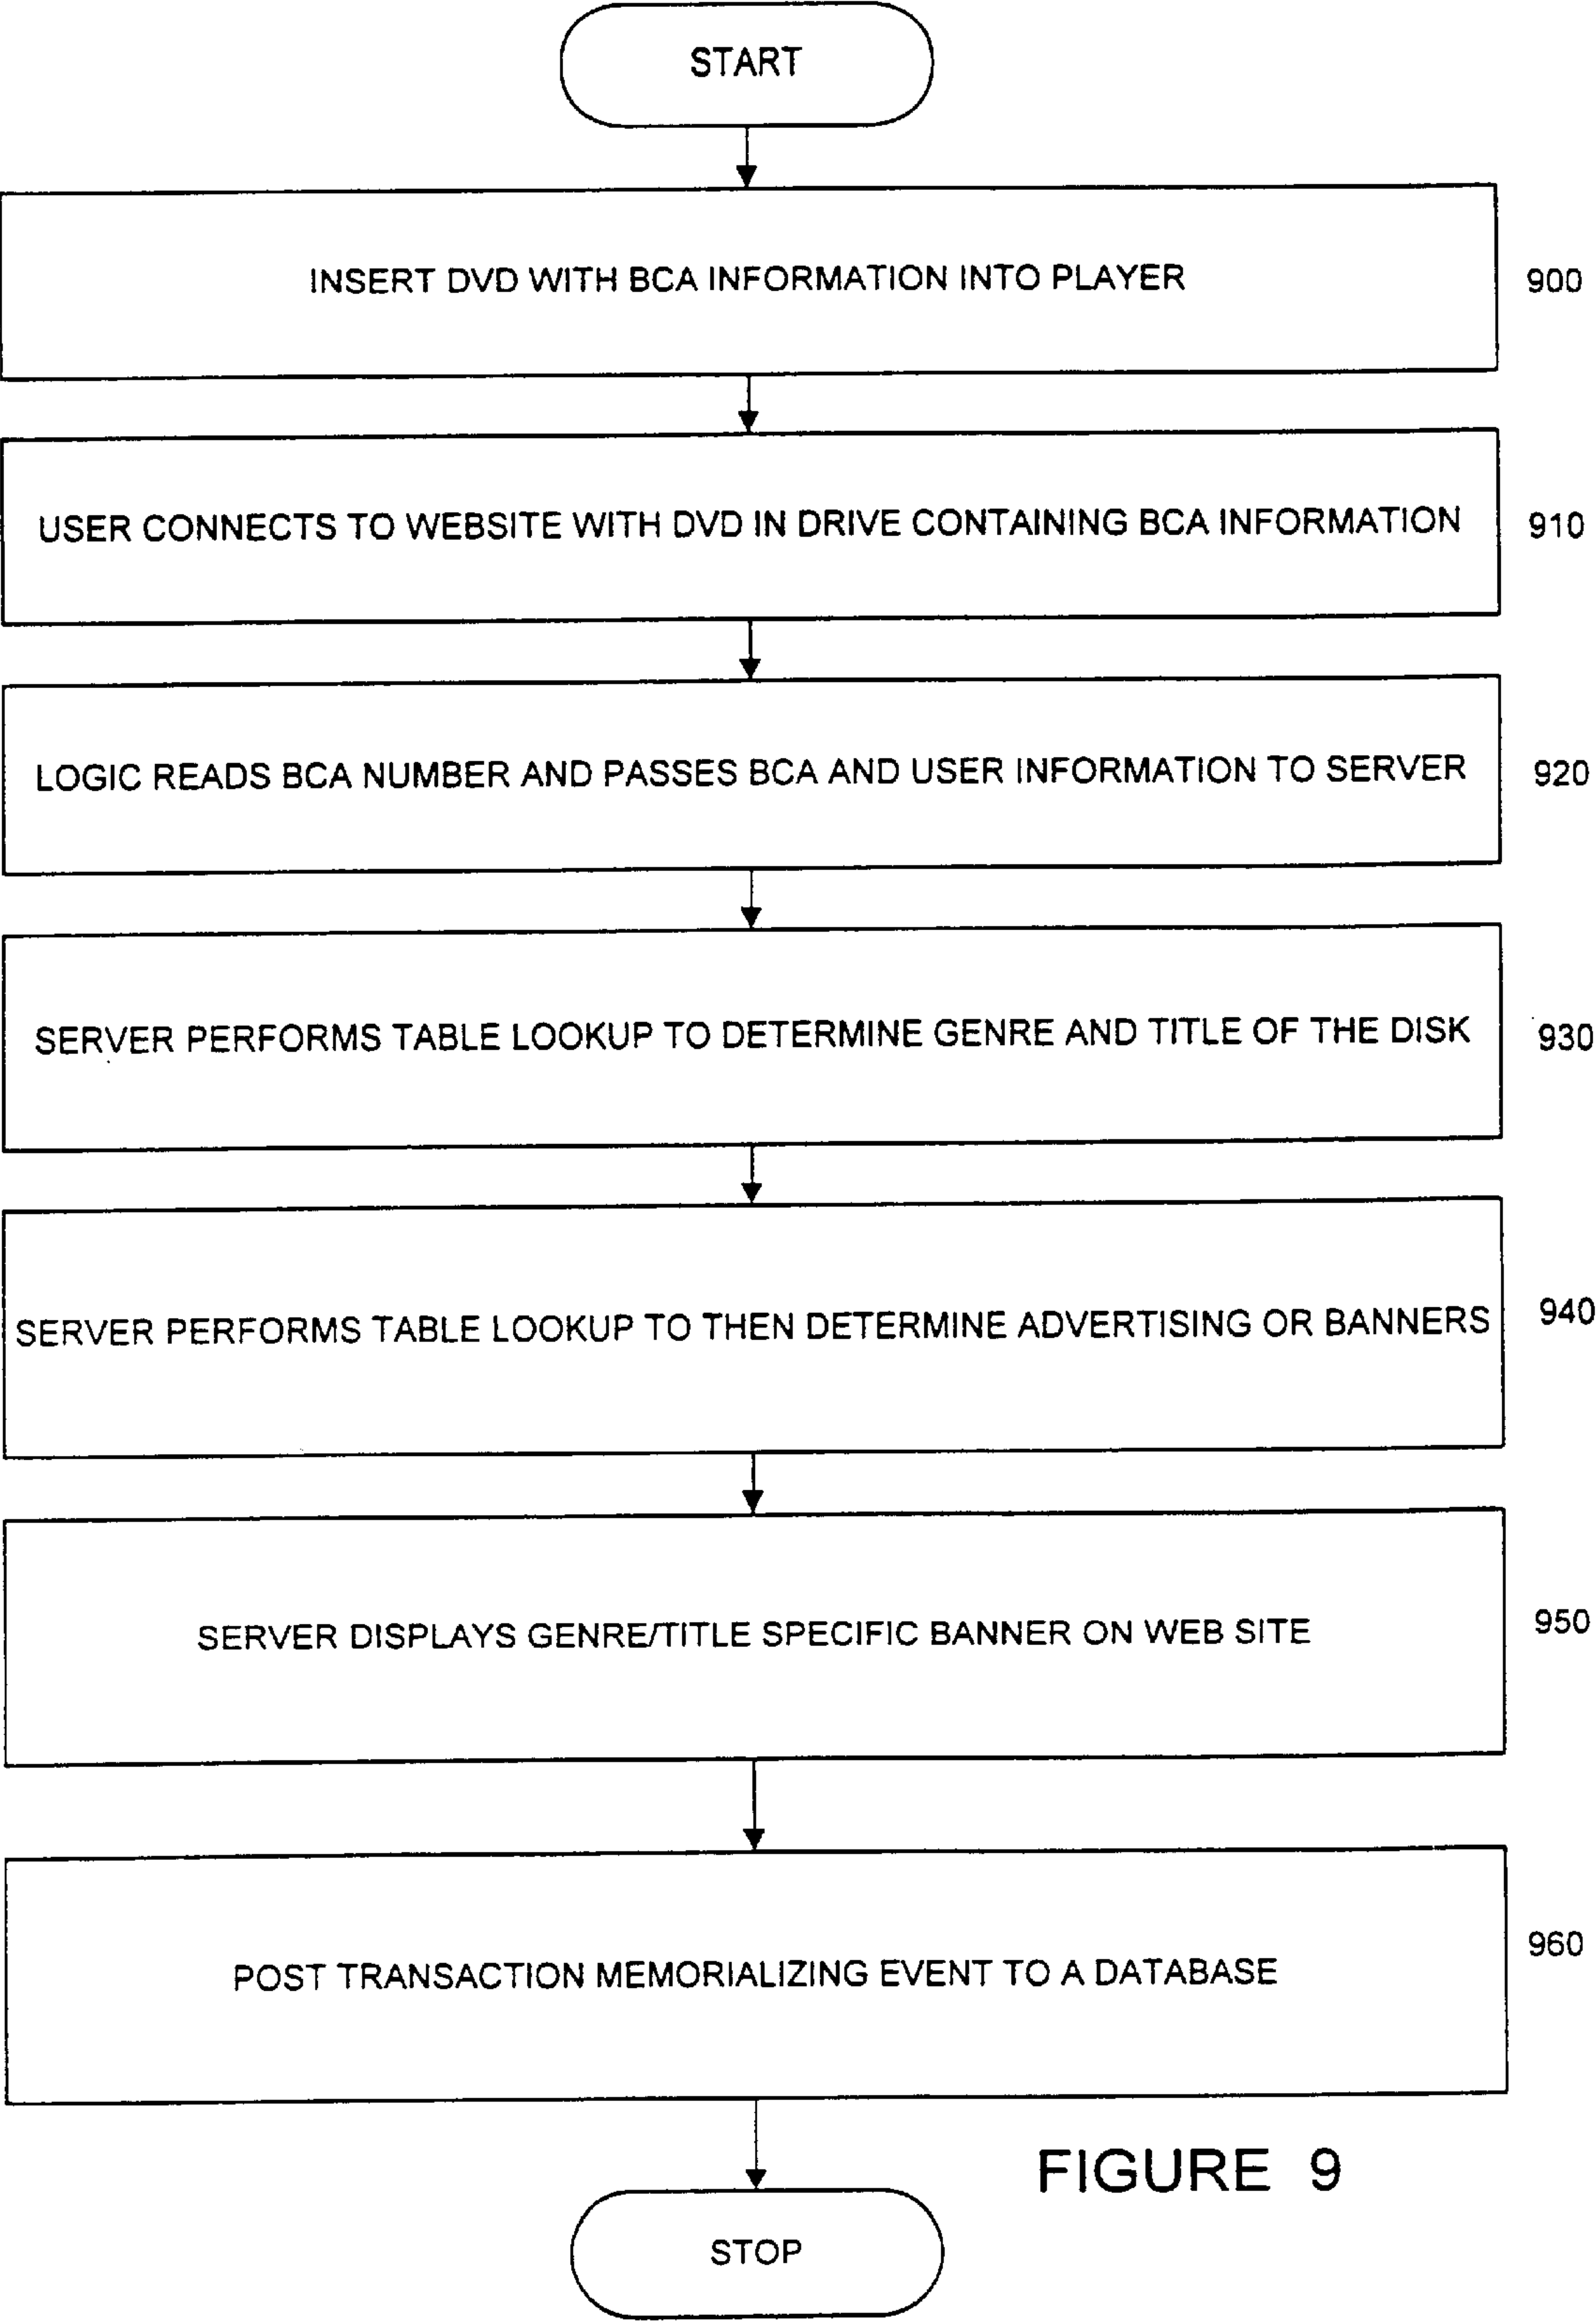 START
INSERT DVD WITH BCA INFORMATION INTO PLAYER
900
USER CONNECTS TO WEBSITE WITH DVD IN DRIVE CONTAINING BCA INFORMATION
910
LOGIC READS BCA NUMBER AND PASSES BCA AND USER INFORMATION TO SERVER
920
SERVER PERFORMS TABLE LOOKUP TO DETERMINE GENRE AND TITLE OF THE DISK
930
SERVER PERFORMS TABLE LOOKUP TO THEN DETERMINE ADVERTISING OR BANNERS
940
SERVER DISPLAYS GENRE/TITLE SPECIFIC BANNER ON WEB SITE
950
POST TRANSACTION MEMORIALIZING EVENT TO A DATABASE
960
FIGURE 9
STOP